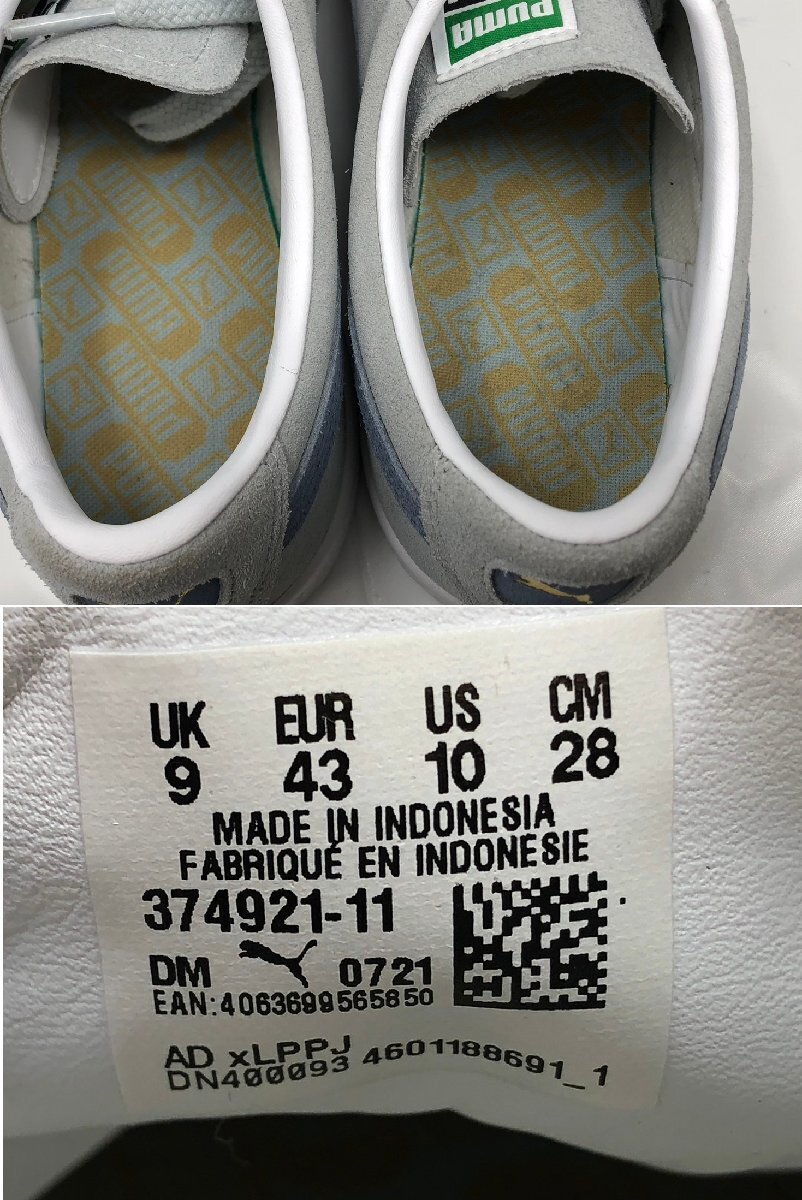 PUMA
UK EUR US CM
9 43 10 28
MADE IN INDONESIA
FABRIQUÉ EN INDONESIE
374921-11
DM 0721
EAN:4063699565850
AD xLPPJ
DN400093 4601188691_1